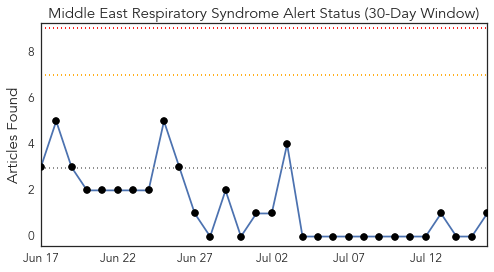 Middle East Respiratory Syndrome Alert Status (30-Day Window)
Articles Found
8
6
4
2
0
Jun 17 Jun 22 Jun 27 Jul 02 Jul 07 Jul 12